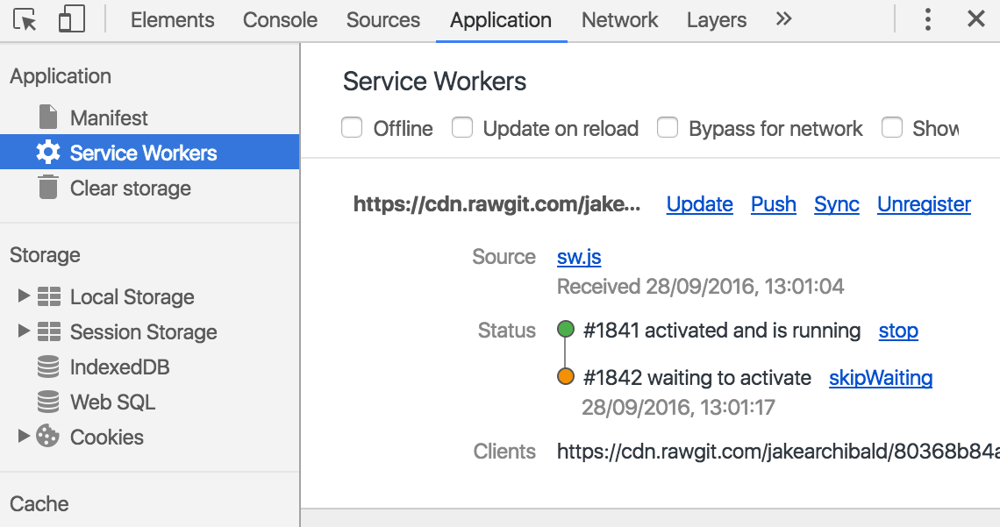 Elements Console Sources Application Network Layers »
Application
Manifest
Service Workers
Clear storage
Storage
Local Storage
Session Storage
IndexedDB
Web SQL
Cookies
Cache
Service Workers
Offline Update on reload Bypass for network Show
https://cdn.rawgit.com/jake... Update Push Sync Unregister
Source sw.js
Received 28/09/2016, 13:01:04
Status #1841 activated and is running stop
#1842 waiting to activate skipWaiting
28/09/2016, 13:01:17
Clients https://cdn.rawgit.com/jakearchibald/80368b84a